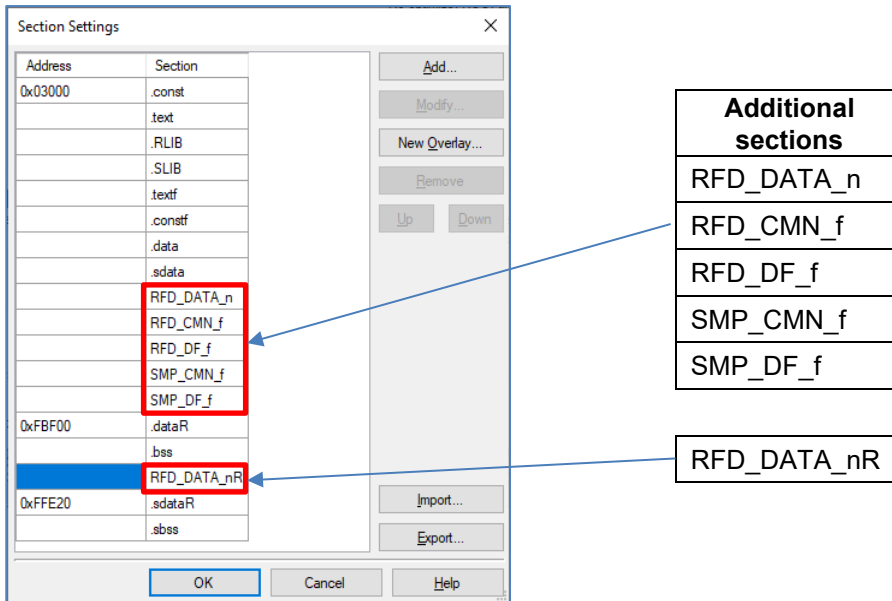 Section Settings
Address Section
0x03000 .const
.text
.RLIB
.SLIB
.textf
.constf
.data
.sdata
RFD_DATA_n
RFD_CMN_f
RFD_DF_f
SMP_CMN_f
SMP_DF_f
0xFBF00 .dataR
.bss
RFD_DATA_nR
0xFFE20 .sdataR
.sbss
Add...
Modify...
New Overlay...
Remove
Up Down
Import...
Export...
OK Cancel Help
Additional
sections
RFD_DATA_n
RFD_CMN_f
RFD_DF_f
SMP_CMN_f
SMP_DF_f
RFD_DATA_nR